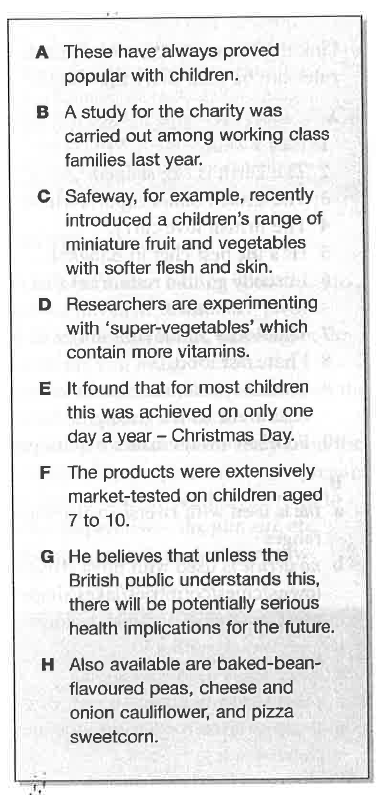 A These have always proved
popular with children.
B A study for the charity was
carried out among working class
families last year.
C Safeway, for example, recently
introduced a children's range of
miniature fruit and vegetables
with softer flesh and skin.
D Researchers are experimenting
with ‘super-vegetables’ which
contain more vitamins.
E It found that for most children
this was achieved on only one
day a year – Christmas Day.
F The products were extensively
market-tested on children aged
7 to 10.
G He believes that unless the
British public understands this,
there will be potentially serious
health implications for the future.
H Also available are baked-bean-
flavoured peas, cheese and
onion cauliflower, and pizza
sweetcorn.